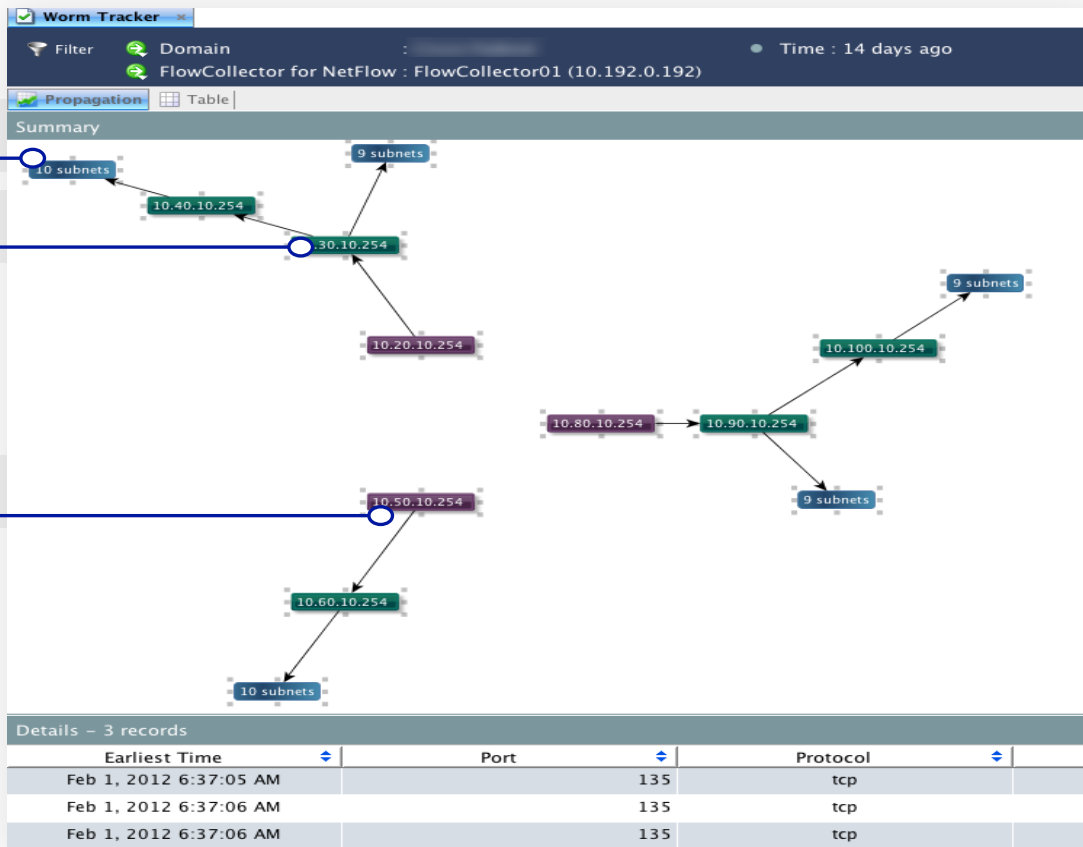 Worm Tracker
Filter Domain : Time : 14 days ago
FlowCollector for NetFlow : FlowCollector01 (10.192.0.192)
Propagation Table
Summary
9 subnets
10 subnets
10.40.10.254
.30.10.254
9 subnets
10.20.10.254
10.100.10.254
10.80.10.254
10.90.10.254
9 subnets
10.50.10.254
10.60.10.254
10 subnets
Details – 3 records
Earliest Time Port Protocol
Feb 1, 2012 6:37:05 AM 135 tcp
Feb 1, 2012 6:37:06 AM 135 tcp
Feb 1, 2012 6:37:06 AM 135 tcp